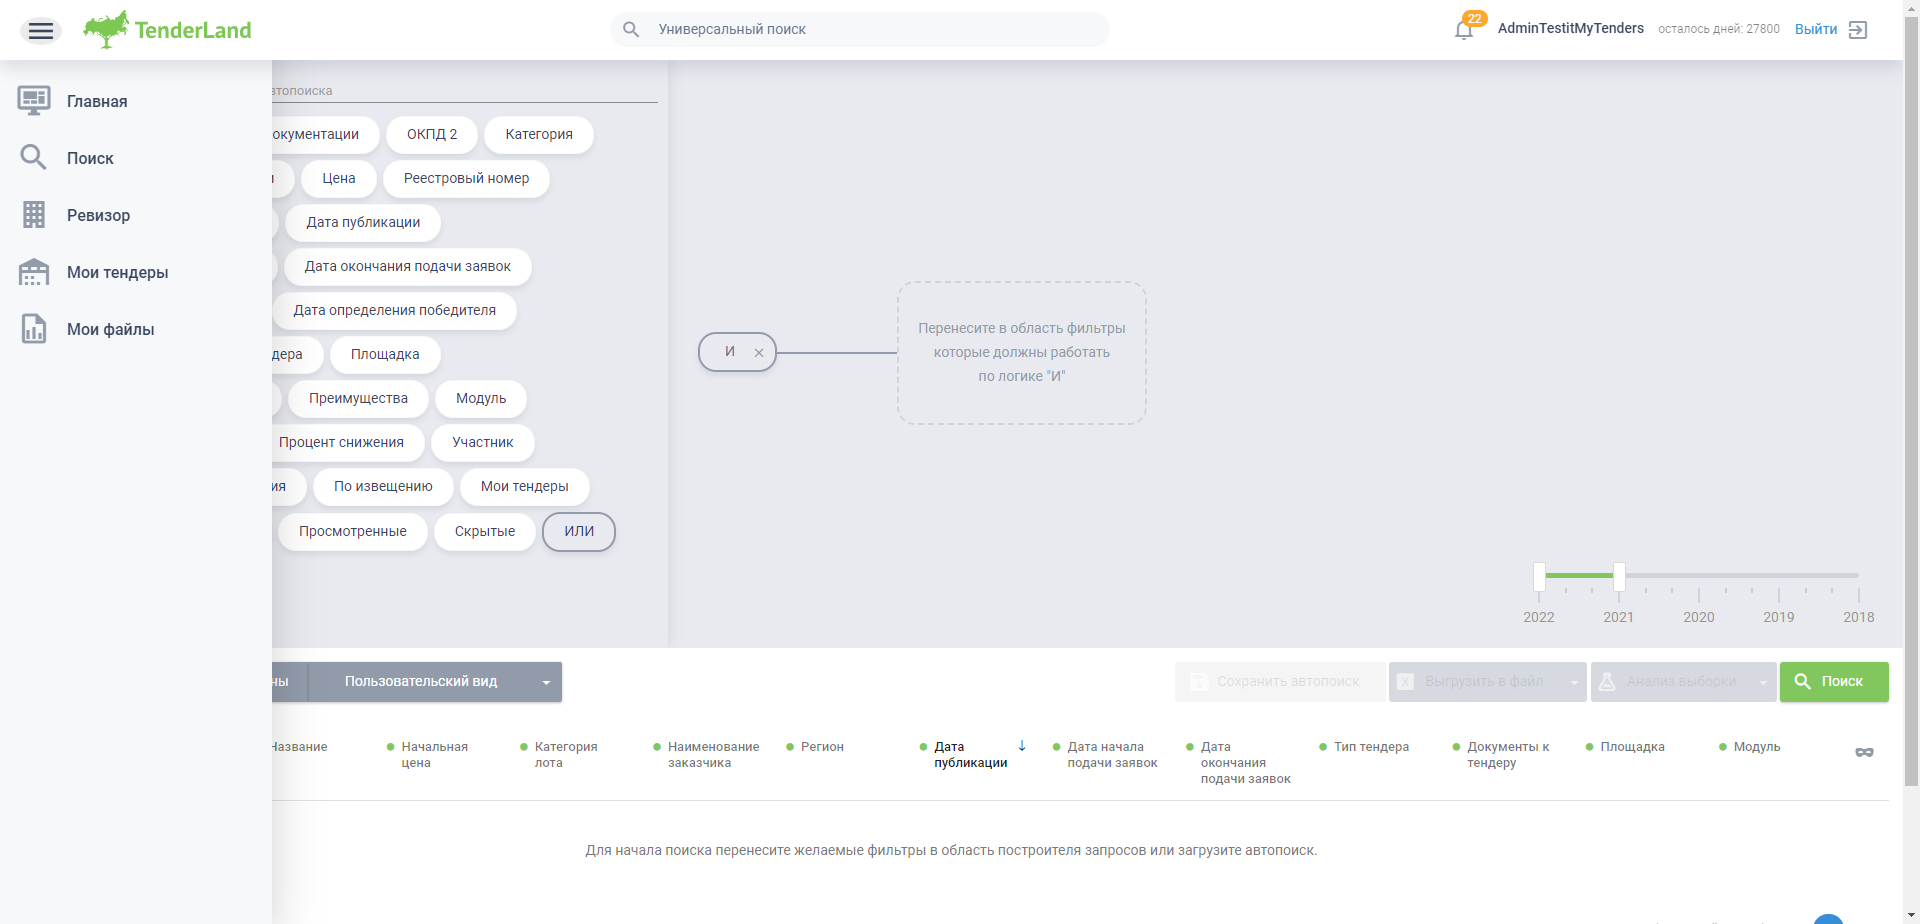 TenderLand
Универсальный поиск
22
AdminTestitMyTenders
осталось дней: 27800
Выйти
Главная
Поиск
Ревизор
Мои тендеры
Мои файлы
втопоиска
окументации
ОКПД 2
Категория
Цена
Реестровый номер
Дата публикации
Дата окончания подачи заявок
Дата определения победителя
дера
Площадка
Преимущества
Модуль
Процент снижения
Участник
ия
По извещению
Мои тендеры
Просмотренные
Скрытые
ИЛИ
И
Перенесите в область фильтры
которые должны работать
по логике "И"
2022
2021
2020
2019
2018
ны
Пользовательский вид
Сохранить автопоиск
Выгрузить в файл
Анализ выборки
Поиск
Название
Начальная
цена
Категория
лота
Наименование
заказчика
Регион
Дата
публикации
Дата начала
подачи заявок
Дата
окончания
подачи заявок
Тип тендера
Документы к
тендеру
Площадка
Модуль
Для начала поиска перенесите желаемые фильтры в область построителя запросов или загрузите автопоиск.